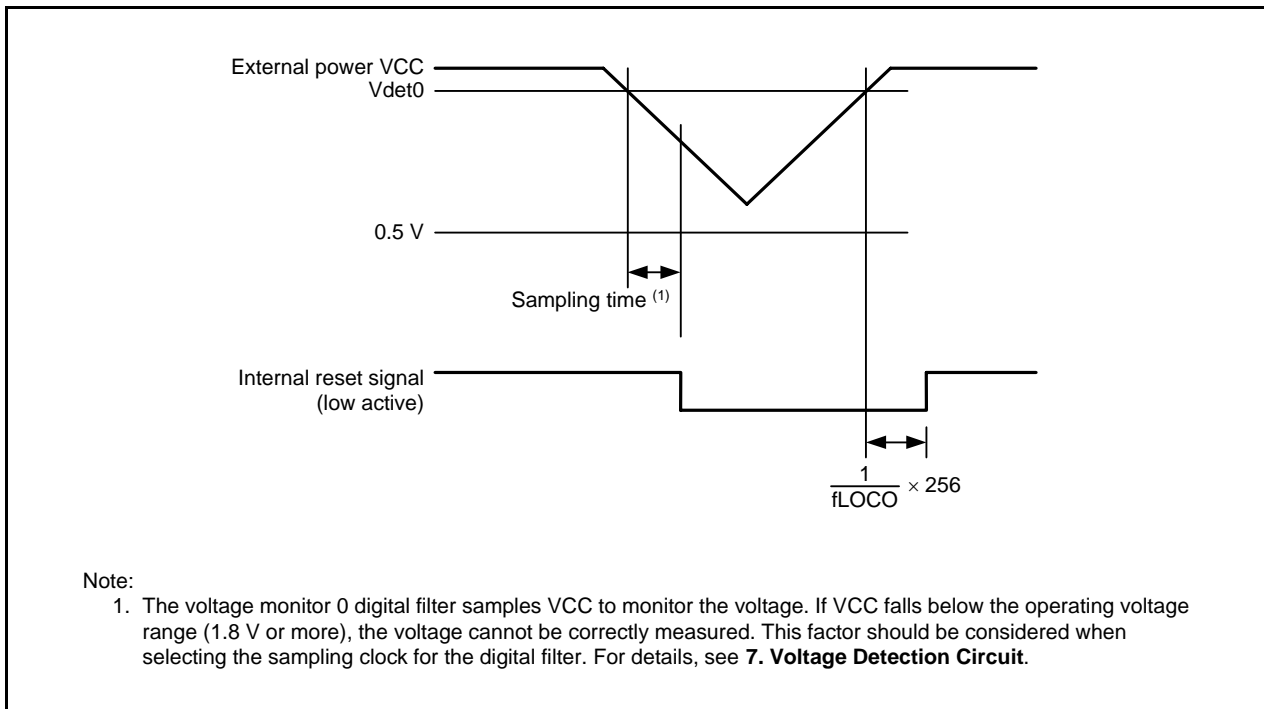 External power VCC
Vdet0
0.5 V
Sampling time (1)
Internal reset signal
(low active)
1
fLOCO
× 256
Note:
1. The voltage monitor 0 digital filter samples VCC to monitor the voltage. If VCC falls below the operating voltage
range (1.8 V or more), the voltage cannot be correctly measured. This factor should be considered when
selecting the sampling clock for the digital filter. For details, see 7. Voltage Detection Circuit.